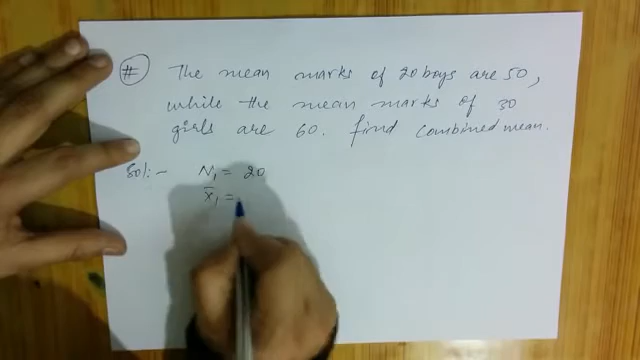 # The mean marks of 20 boys are 50,
while the mean marks of 30
girls are 60. find combined mean.
Sol:- N₁ = 20
x̄₁ =